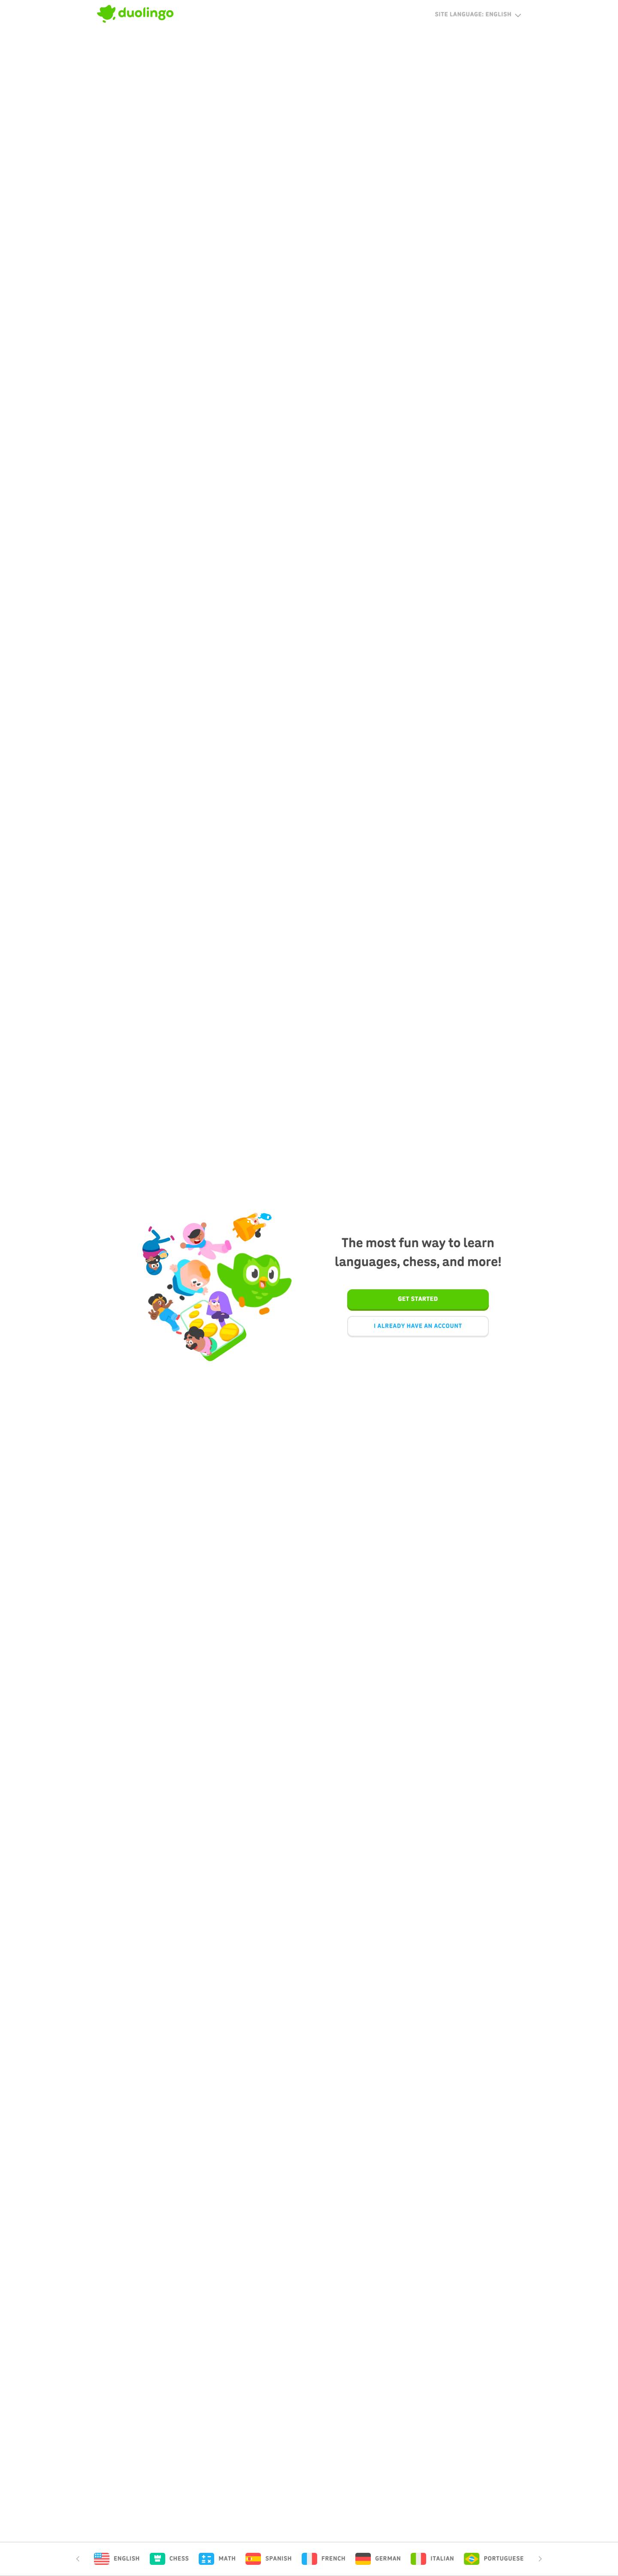 duolingo
SITE LANGUAGE: ENGLISH
The most fun way to learn
languages, chess, and more!
GET STARTED
I ALREADY HAVE AN ACCOUNT
ENGLISH CHESS MATH SPANISH FRENCH GERMAN ITALIAN PORTUGUESE